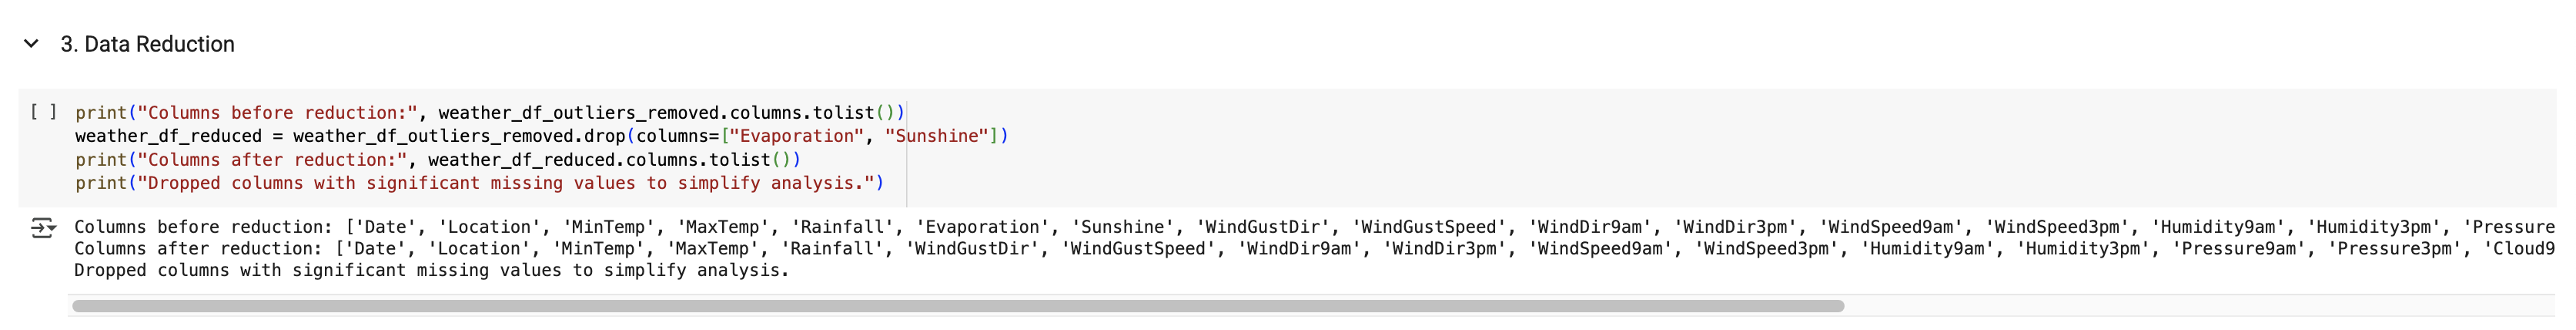 3. Data Reduction
[ ] print("Columns before reduction:", weather_df_outliers_removed.columns.tolist())
weather_df_reduced = weather_df_outliers_removed.drop(columns=["Evaporation", "Sunshine"])
print("Columns after reduction:", weather_df_reduced.columns.tolist())
print("Dropped columns with significant missing values to simplify analysis.")
Columns before reduction: ['Date', 'Location', 'MinTemp', 'MaxTemp', 'Rainfall', 'Evaporation', 'Sunshine', 'WindGustDir', 'WindGustSpeed', 'WindDir9am', 'WindDir3pm', 'WindSpeed9am', 'WindSpeed3pm', 'Humidity9am', 'Humidity3pm', 'Pressure
Columns after reduction: ['Date', 'Location', 'MinTemp', 'MaxTemp', 'Rainfall', 'WindGustDir', 'WindGustSpeed', 'WindDir9am', 'WindDir3pm', 'WindSpeed9am', 'WindSpeed3pm', 'Humidity9am', 'Humidity3pm', 'Pressure9am', 'Pressure3pm', 'Cloud9
Dropped columns with significant missing values to simplify analysis.